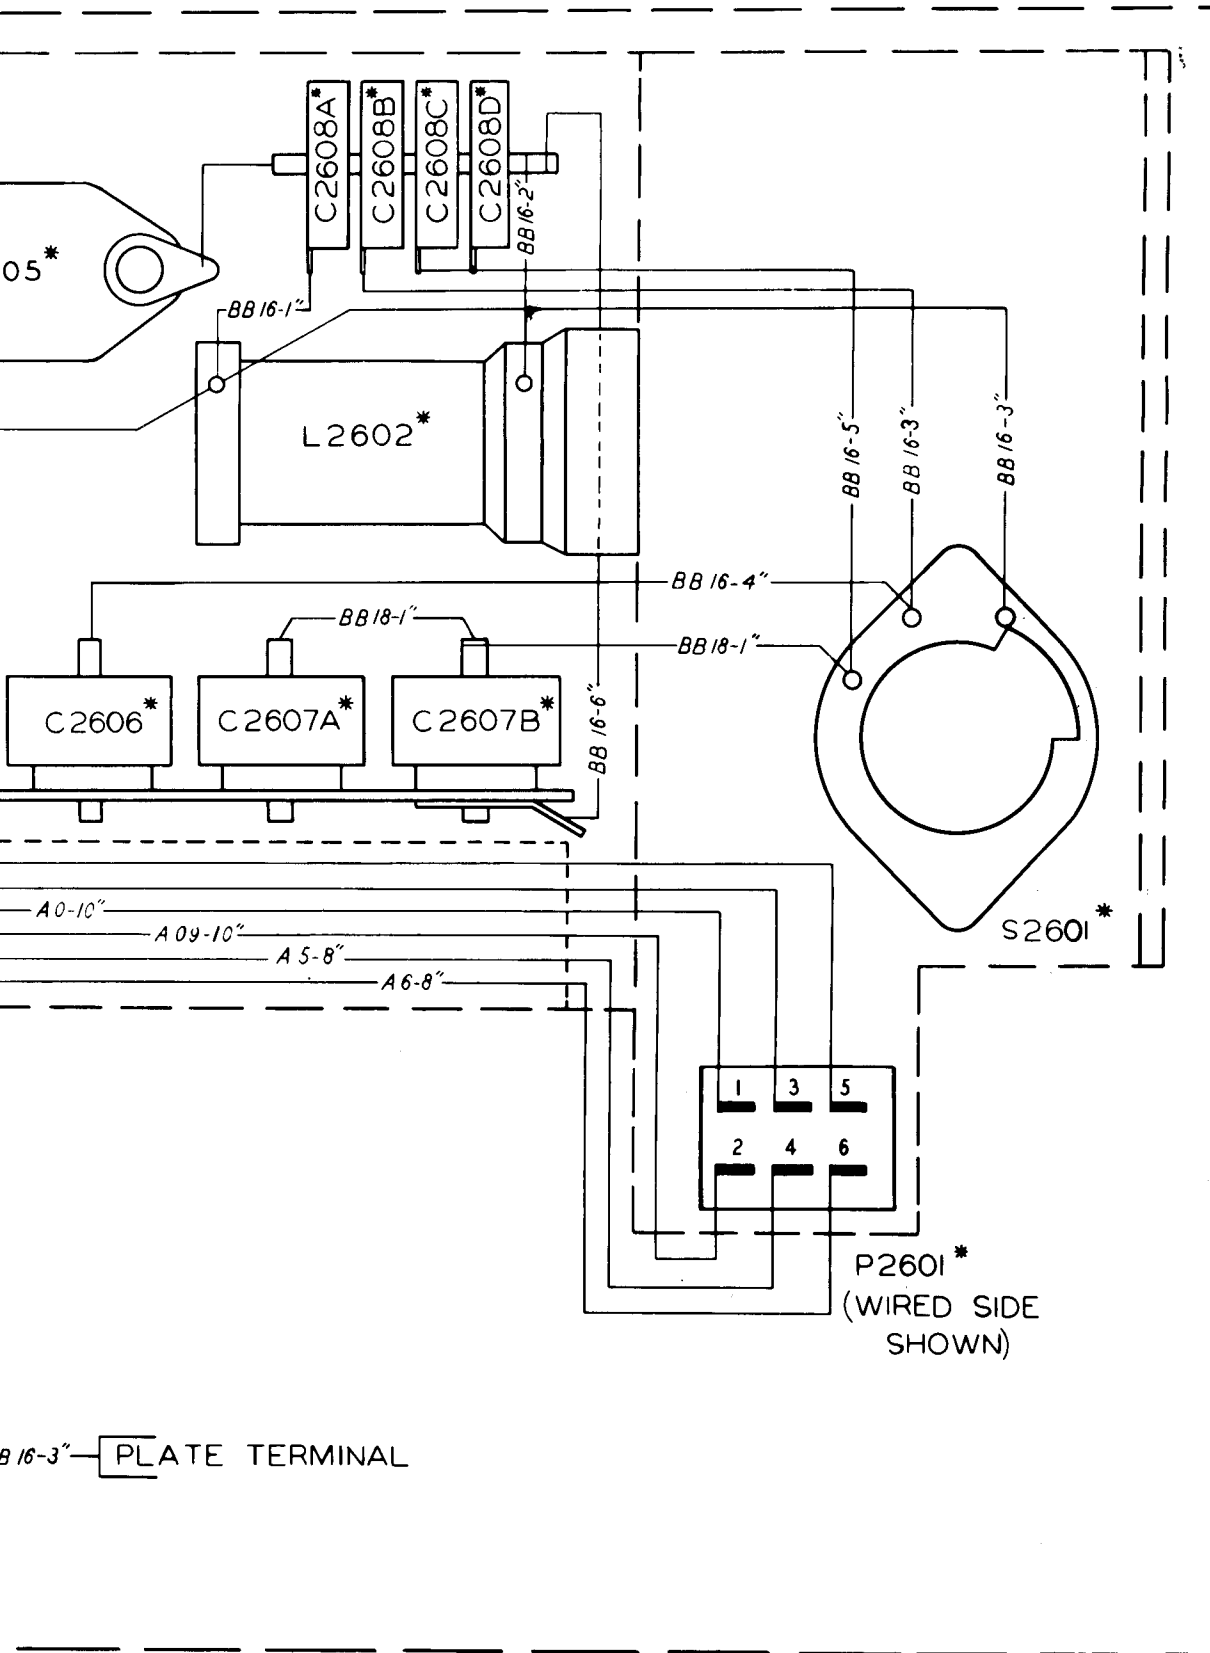 C2608A*
C2608B*
C2608C*
C2608D*
BB16-2"
05*
BB16-1"
L2602*
BB16-5"
BB16-3"
BB16-3"
BB16-4"
BB18-1"
BB18-1"
C2606*
C2607A*
C2607B*
BB16-6"
A0-10"
A09-10"
A5-8"
A6-8"
S2601*
1 3 5
2 4 6
P2601*
(WIRED SIDE
SHOWN)
B16-3" PLATE TERMINAL